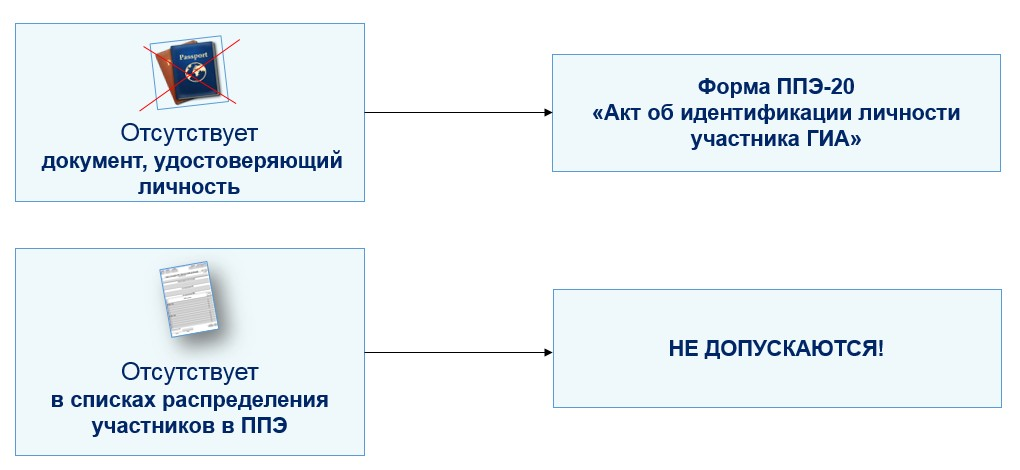 Passport
Отсутствует
документ, удостоверяющий
личность
Форма ППЭ-20
«Акт об идентификации личности
участника ГИА»
Отсутствует
в списках распределения
участников в ППЭ
НЕ ДОПУСКАЮТСЯ!